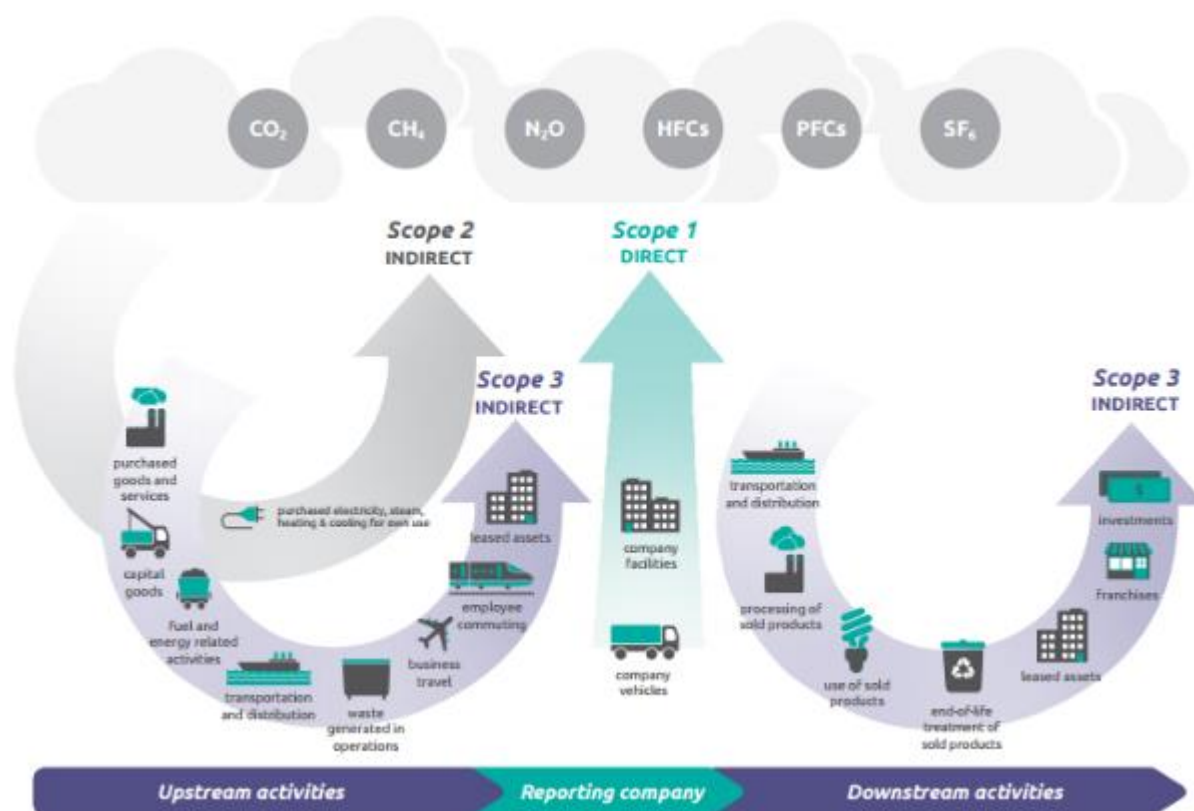 CO₂
CH₄
N₂O
HFCs
PFCs
SF₆
Scope 2
INDIRECT
Scope 1
DIRECT
Scope 3
INDIRECT
Scope 3
INDIRECT
purchased
goods and
services
capital
goods
fuel and
energy related
activities
transportation
and distribution
waste
generated in
operations
business
travel
employee
commuting
leased assets
purchased electricity, steam,
heating & cooling for own use
company
facilities
company
vehicles
transportation
and distribution
processing of
sold products
use of sold
products
end-of-life
treatment of
sold products
leased assets
franchises
investments
$
Upstream activities
Reporting company
Downstream activities